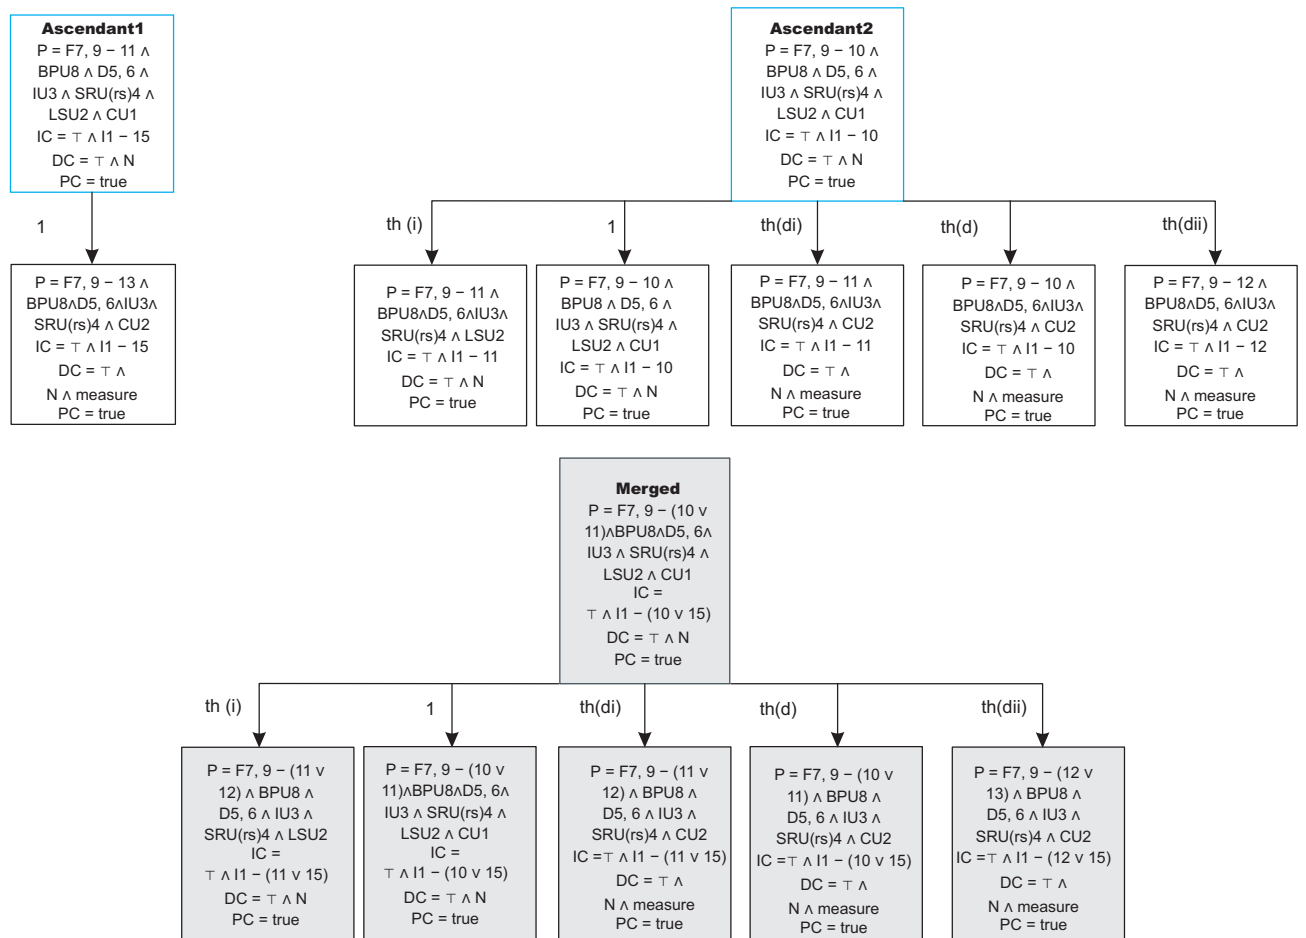 Ascendant1
P = F7, 9 − 11 ∧
BPU8 ∧ D5, 6 ∧
IU3 ∧ SRU(rs)4 ∧
LSU2 ∧ CU1
IC = ⊤ ∧ I1 − 15
DC = ⊤ ∧ N
PC = true
1
P = F7, 9 − 13 ∧
BPU8∧D5, 6∧IU3∧
SRU(rs)4 ∧ CU2
IC = ⊤ ∧ I1 − 15
DC = ⊤ ∧
N ∧ measure
PC = true
Ascendant2
P = F7, 9 − 10 ∧
BPU8 ∧ D5, 6 ∧
IU3 ∧ SRU(rs)4 ∧
LSU2 ∧ CU1
IC = ⊤ ∧ I1 − 10
DC = ⊤ ∧ N
PC = true
th (i)
1
th(di)
th(d)
th(dii)
P = F7, 9 − 11 ∧
BPU8∧D5, 6∧IU3∧
SRU(rs)4 ∧ LSU2
IC = ⊤ ∧ I1 − 11
DC = ⊤ ∧ N
PC = true
P = F7, 9 − 10 ∧
BPU8 ∧ D5, 6 ∧
IU3 ∧ SRU(rs)4 ∧
LSU2 ∧ CU1
IC = ⊤ ∧ I1 − 10
DC = ⊤ ∧ N
PC = true
P = F7, 9 − 11 ∧
BPU8∧D5, 6∧IU3∧
SRU(rs)4 ∧ CU2
IC = ⊤ ∧ I1 − 11
DC = ⊤ ∧
N ∧ measure
PC = true
P = F7, 9 − 10 ∧
BPU8∧D5, 6∧IU3∧
SRU(rs)4 ∧ CU2
IC = ⊤ ∧ I1 − 10
DC = ⊤ ∧
N ∧ measure
PC = true
P = F7, 9 − 12 ∧
BPU8∧D5, 6∧IU3∧
SRU(rs)4 ∧ CU2
IC = ⊤ ∧ I1 − 12
DC = ⊤ ∧
N ∧ measure
PC = true
Merged
P = F7, 9 − (10 ∨
11)∧BPU8∧D5, 6∧
IU3 ∧ SRU(rs)4 ∧
LSU2 ∧ CU1
IC =
⊤ ∧ I1 − (10 ∨ 15)
DC = ⊤ ∧ N
PC = true
th (i)
1
th(di)
th(d)
th(dii)
P = F7, 9 − (11 ∨
12) ∧ BPU8 ∧
D5, 6 ∧ IU3 ∧
SRU(rs)4 ∧ LSU2
IC =
⊤ ∧ I1 − (11 ∨ 15)
DC = ⊤ ∧ N
PC = true
P = F7, 9 − (10 ∨
11)∧BPU8∧D5, 6∧
IU3 ∧ SRU(rs)4 ∧
LSU2 ∧ CU1
IC =
⊤ ∧ I1 − (10 ∨ 15)
DC = ⊤ ∧ N
PC = true
P = F7, 9 − (11 ∨
12) ∧ BPU8 ∧
D5, 6 ∧ IU3 ∧
SRU(rs)4 ∧ CU2
IC =⊤ ∧ I1 − (11 ∨ 15)
DC = ⊤ ∧
N ∧ measure
PC = true
P = F7, 9 − (10 ∨
11) ∧ BPU8 ∧
D5, 6 ∧ IU3 ∧
SRU(rs)4 ∧ CU2
IC =⊤ ∧ I1 − (10 ∨ 15)
DC = ⊤ ∧
N ∧ measure
PC = true
P = F7, 9 − (12 ∨
13) ∧ BPU8 ∧
D5, 6 ∧ IU3 ∧
SRU(rs)4 ∧ CU2
IC =⊤ ∧ I1 − (12 ∨ 15)
DC = ⊤ ∧
N ∧ measure
PC = true